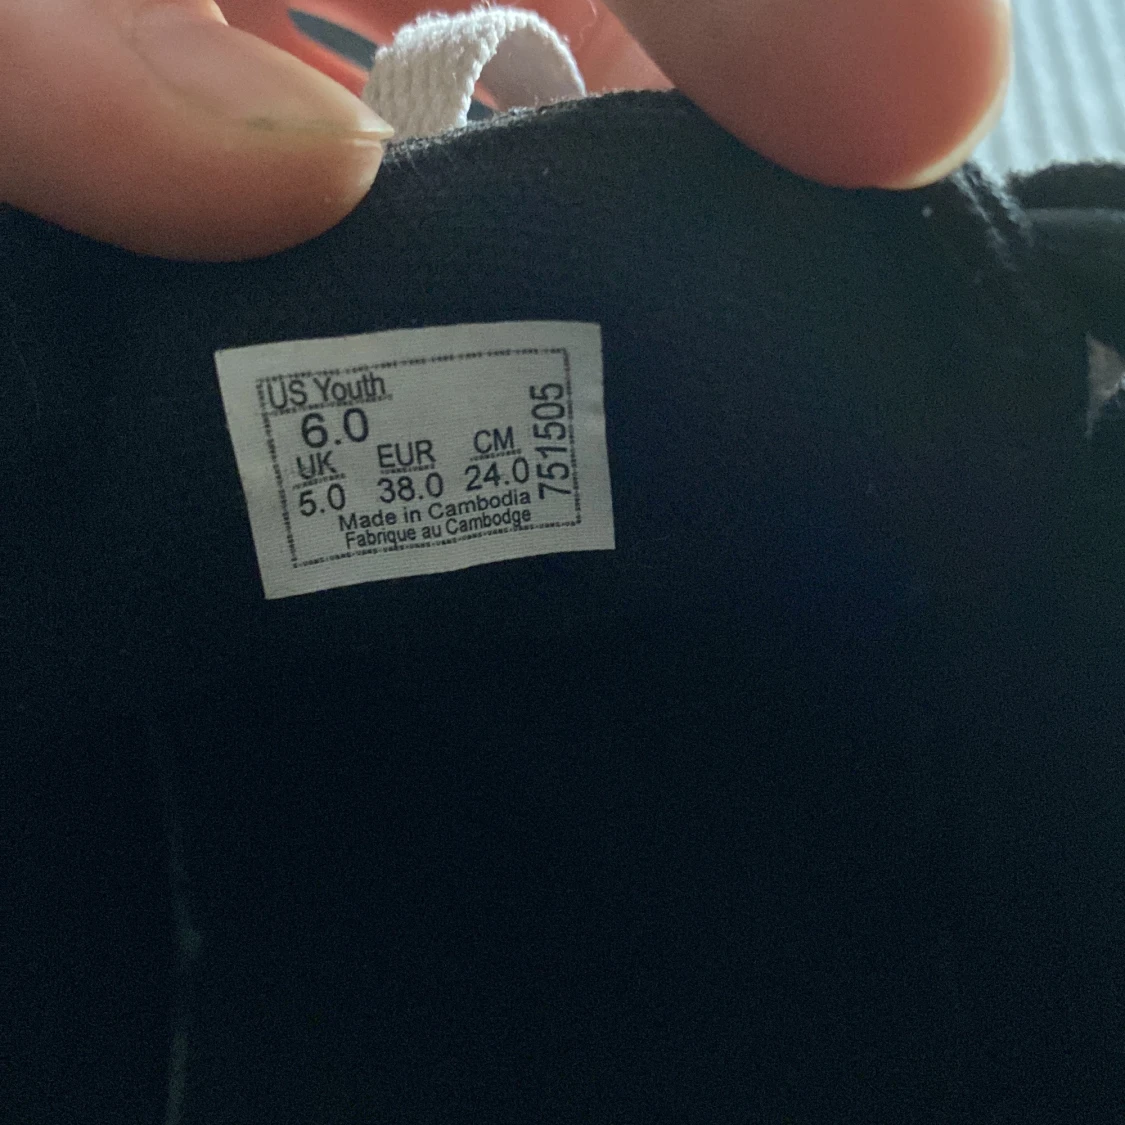 US Youth
6.0
UK EUR CM
5.0 38.0 24.0
Made in Cambodia
Fabrique au Cambodge
751505